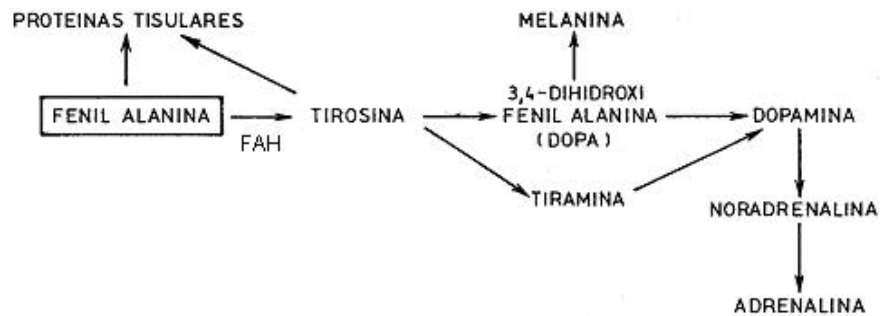 PROTEINAS TISULARES
MELANINA
FENIL ALANINA
FAH
TIROSINA
3,4-DIHIDROXI
FENIL ALANINA
(DOPA)
DOPAMINA
TIRAMINA
NORADRENALINA
ADRENALINA